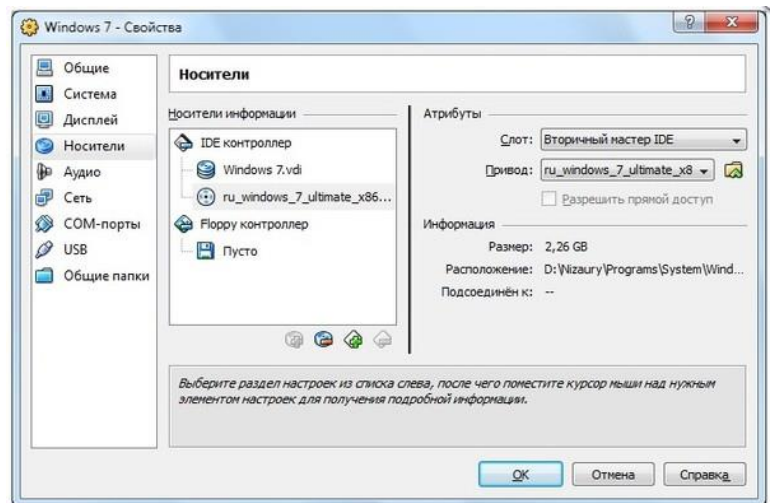 Windows 7 - Свойства
Общие
Система
Дисплей
Носители
Аудио
Сеть
COM-порты
USB
Общие папки
Носители
Носители информации
IDE контроллер
Windows 7.vdi
ru_windows_7_ultimate_x86...
Floppy контроллер
Пусто
Атрибуты
Слот: Вторичный мастер IDE
Привод: ru_windows_7_ultimate_x8
Разрешить прямой доступ
Информация
Размер: 2,26 GB
Расположение: D:\Nizaury\Programs\System\Wind...
Подсоединён к: --
Выберите раздел настроек из списка слева, после чего поместите курсор мыши над нужным
элементом настроек для получения подробной информации.
OK Отмена Справка